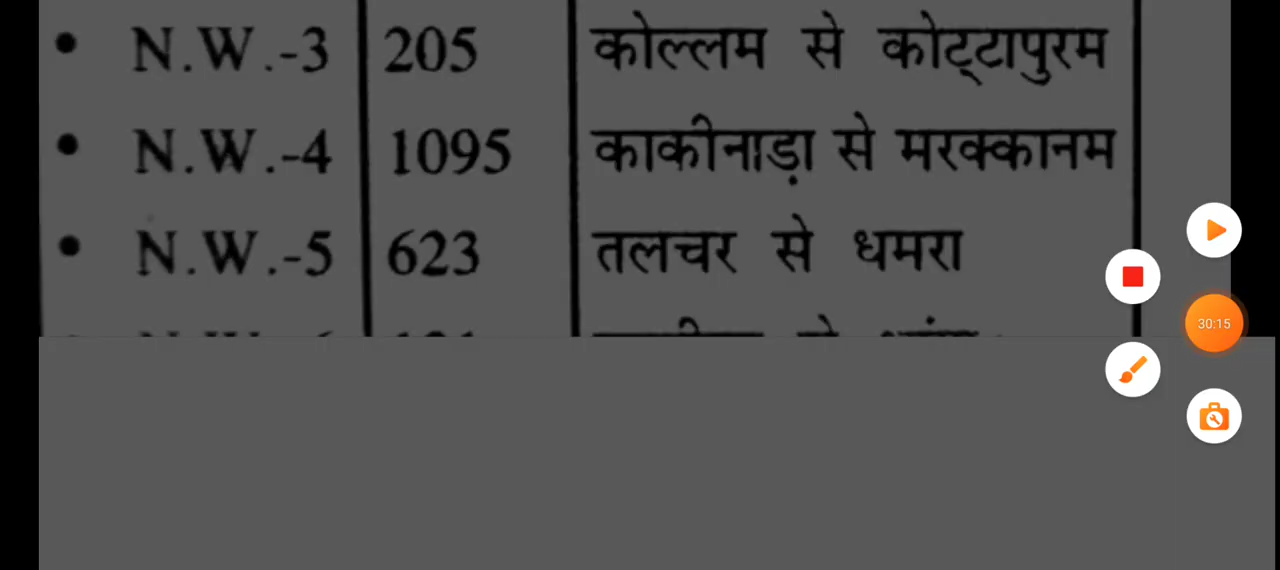 • N.W.-3 205 कोल्लम से कोट्टापुरम
• N.W.-4 1095 काकीनाड़ा से मरक्कानम
• N.W.-5 623 तलचर से धमरा
30:15